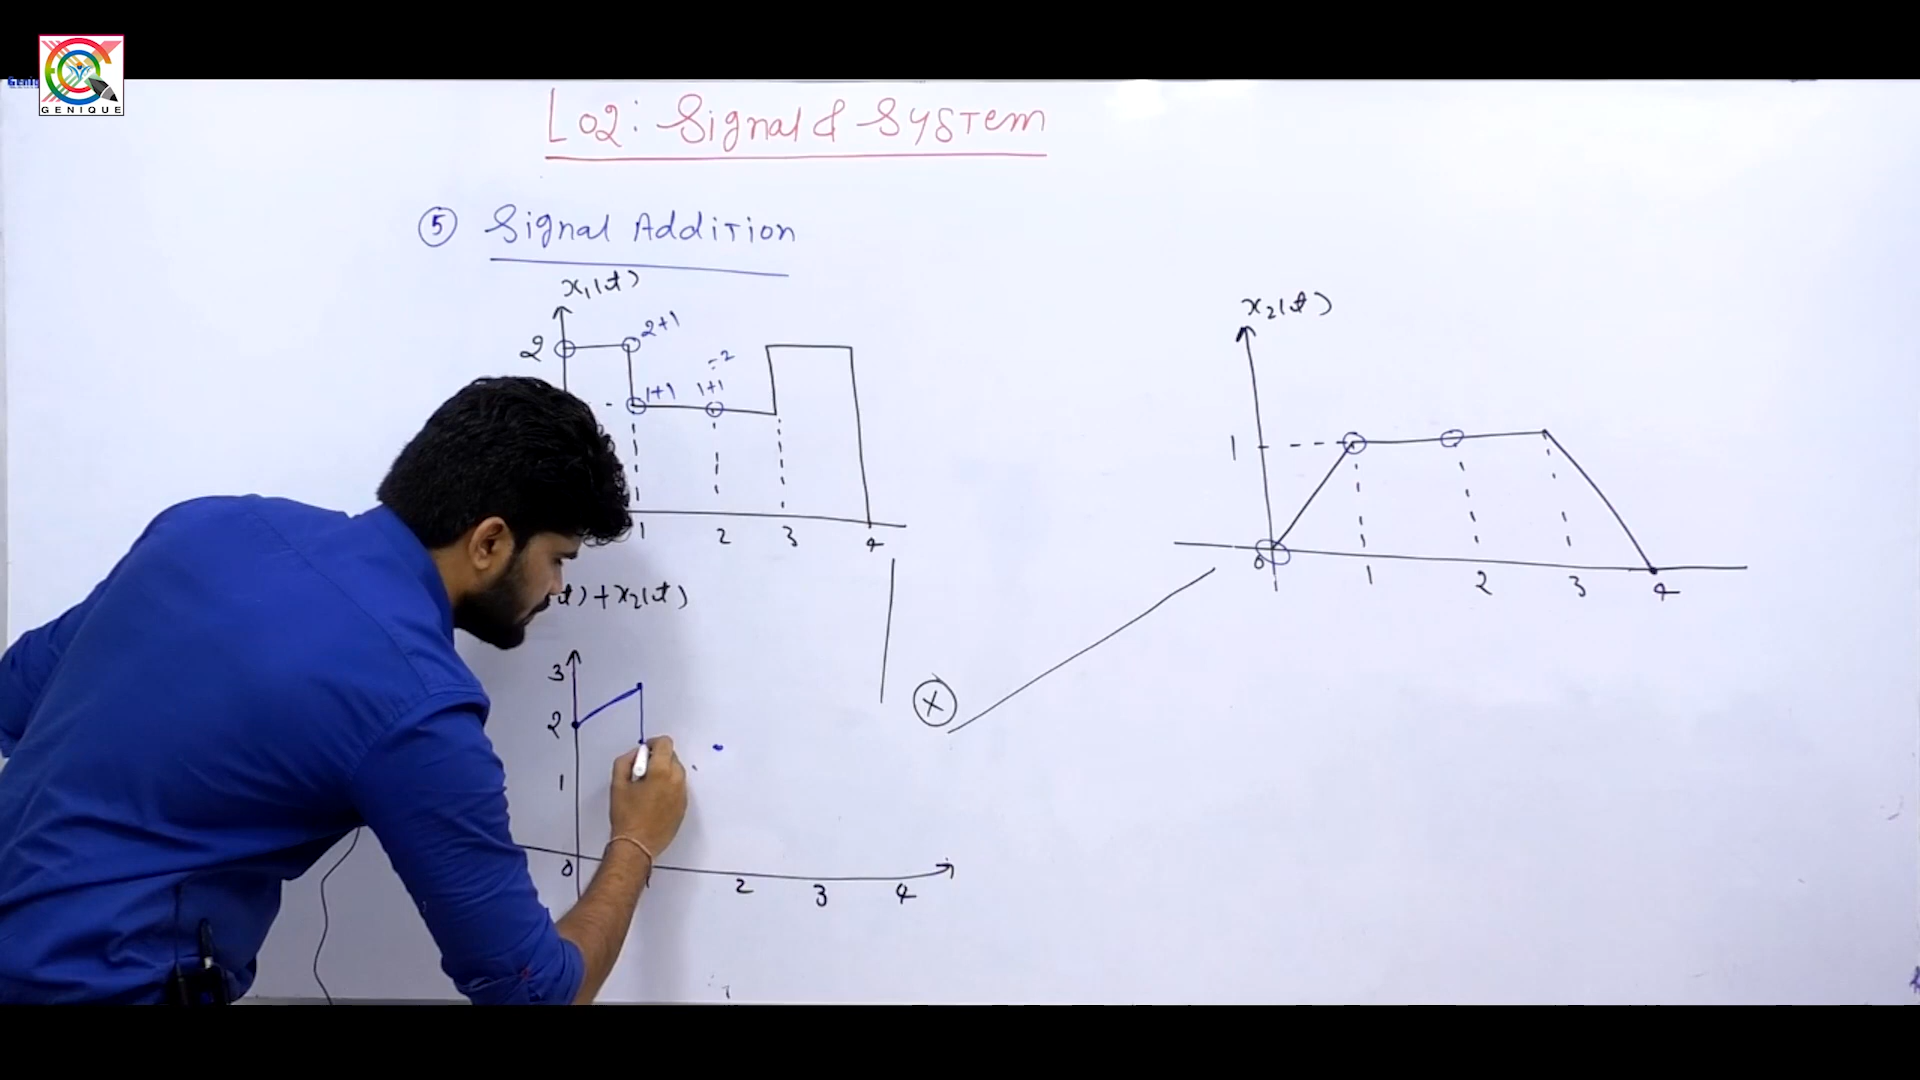 GENIQUE
L02: Signal & System
5 Signal Addition
x₁(t)
2
2+1
1+1
1+1
=2
1 2 3 4
x₂(t)
1
0 1 2 3 4
t)+x₂(t)
3
2
1
0 1 2 3 4
X